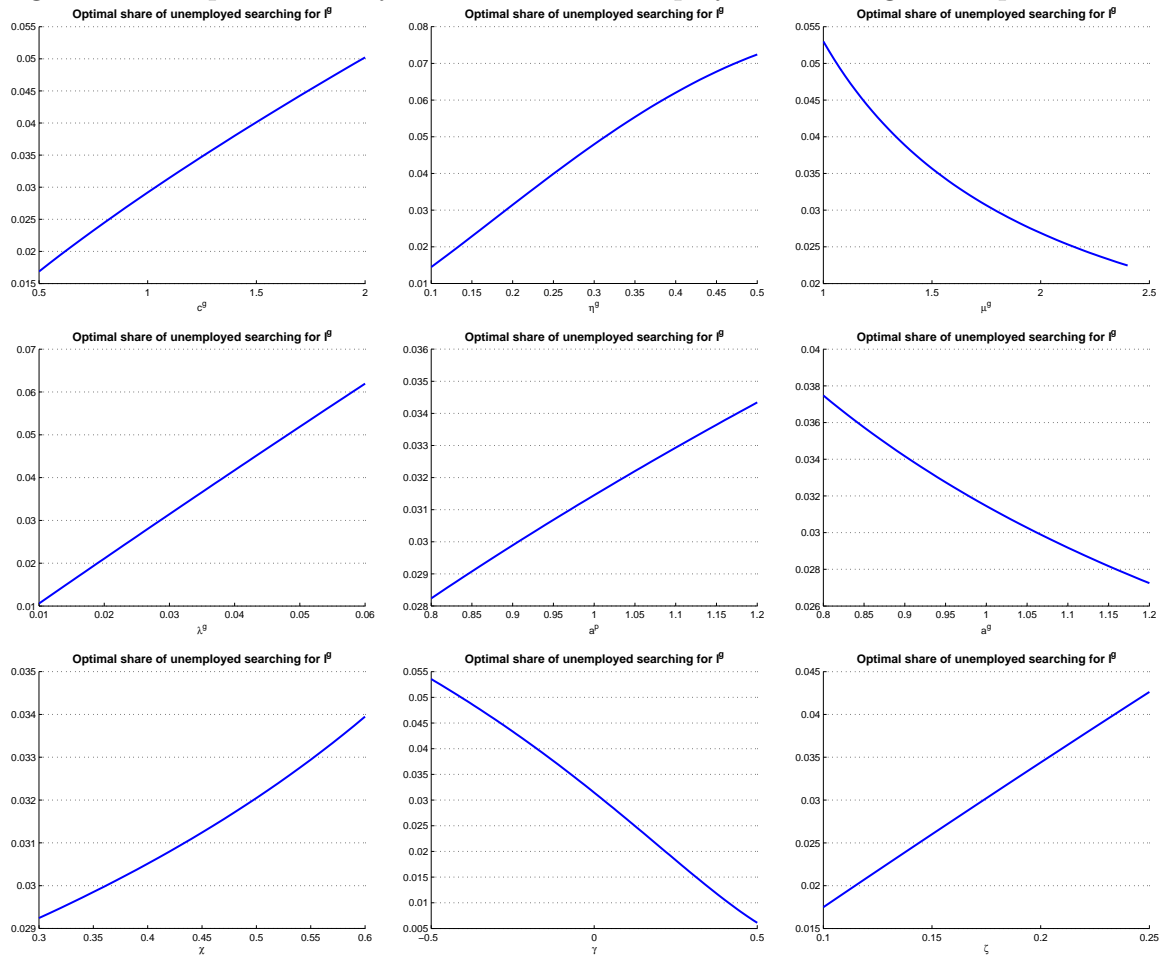 Optimal share of unemployed searching for l^g Optimal share of unemployed searching for l^g Optimal share of unemployed searching for l^g
0.055 0.08 0.055
0.05 0.07 0.05
0.045 0.06 0.045
0.04 0.05 0.04
0.035 0.04 0.035
0.03 0.03 0.03
0.025 0.02 0.025
0.02 0.01 0.02
0.015
0.5 1 1.5 2 0.1 0.15 0.2 0.25 0.3 0.35 0.4 0.45 0.5 1 1.5 2 2.5
c^g η^g μ^g
Optimal share of unemployed searching for l^g Optimal share of unemployed searching for l^g Optimal share of unemployed searching for l^g
0.07 0.036 0.04
0.06 0.035 0.038
0.05 0.034 0.036
0.04 0.033 0.034
0.03 0.032 0.032
0.02 0.031 0.03
0.01 0.03 0.028
0.029 0.026
0.028
0.01 0.02 0.03 0.04 0.05 0.06 0.8 0.85 0.9 0.95 1 1.05 1.1 1.15 1.2 0.8 0.85 0.9 0.95 1 1.05 1.1 1.15 1.2
λ^g a^p a^g
Optimal share of unemployed searching for l^g Optimal share of unemployed searching for l^g Optimal share of unemployed searching for l^g
0.035 0.055 0.045
0.034 0.05 0.04
0.033 0.045 0.035
0.032 0.04 0.03
0.031 0.035 0.025
0.03 0.03 0.02
0.029 0.025 0.015
0.02
0.015
0.01
0.005
0.3 0.35 0.4 0.45 0.5 0.55 0.6 −0.5 0 0.5 0.1 0.15 0.2 0.25
χ γ ζ